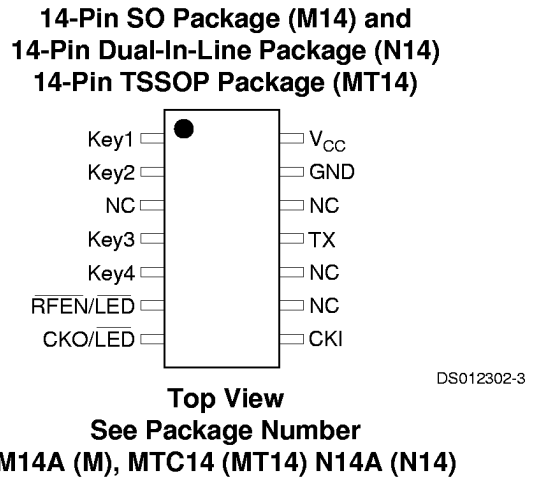 14-Pin SO Package (M14) and
14-Pin Dual-In-Line Package (N14)
14-Pin TSSOP Package (MT14)
Key1 VCC
Key2 GND
NC NC
Key3 TX
Key4 NC
RFEN/LED NC
CKO/LED CKI
DS012302-3
Top View
See Package Number
M14A (M), MTC14 (MT14) N14A (N14)